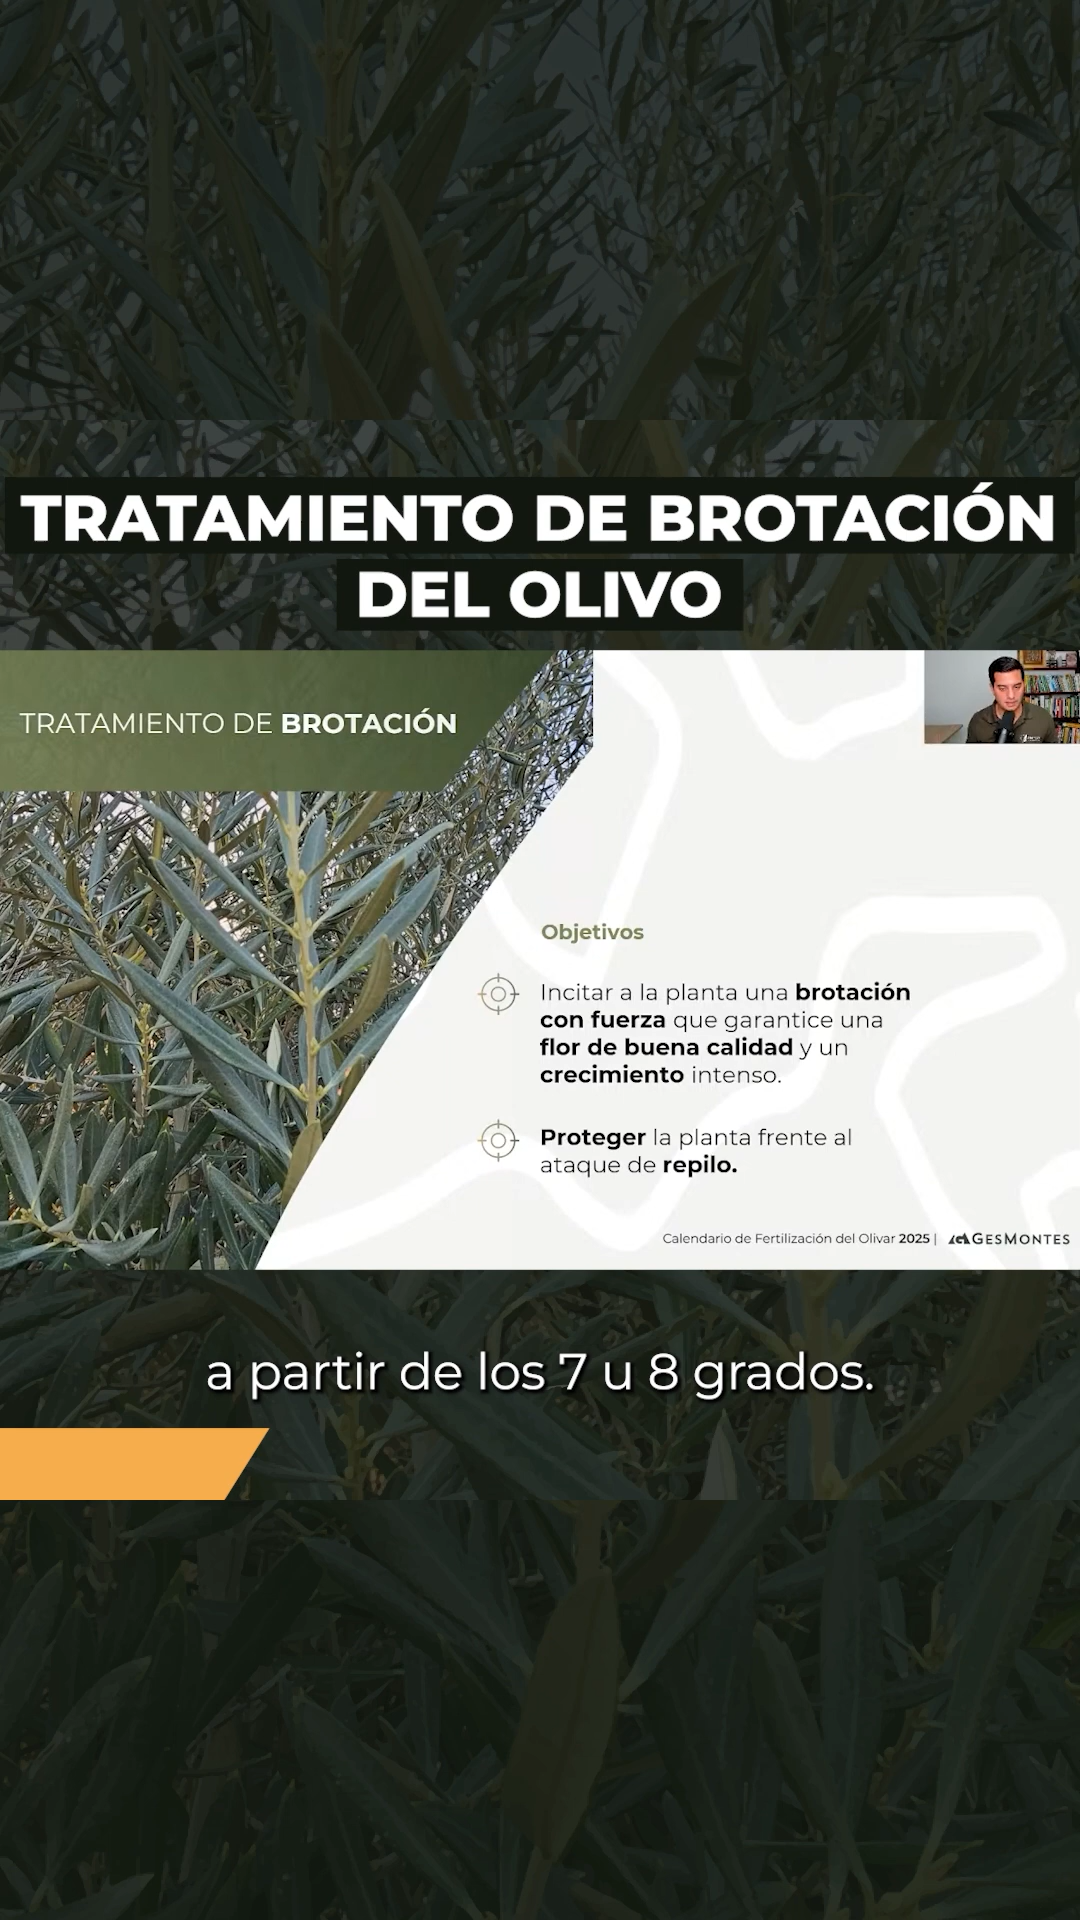 TRATAMIENTO DE BROTACIÓN
DEL OLIVO
TRATAMIENTO DE BROTACIÓN
Objetivos
Incitar a la planta una brotación
con fuerza que garantice una
flor de buena calidad y un
crecimiento intenso.
Proteger la planta frente al
ataque de repilo.
Calendario de Fertilización del Olivar 2025 | GESMONTES
a partir de los 7 u 8 grados.